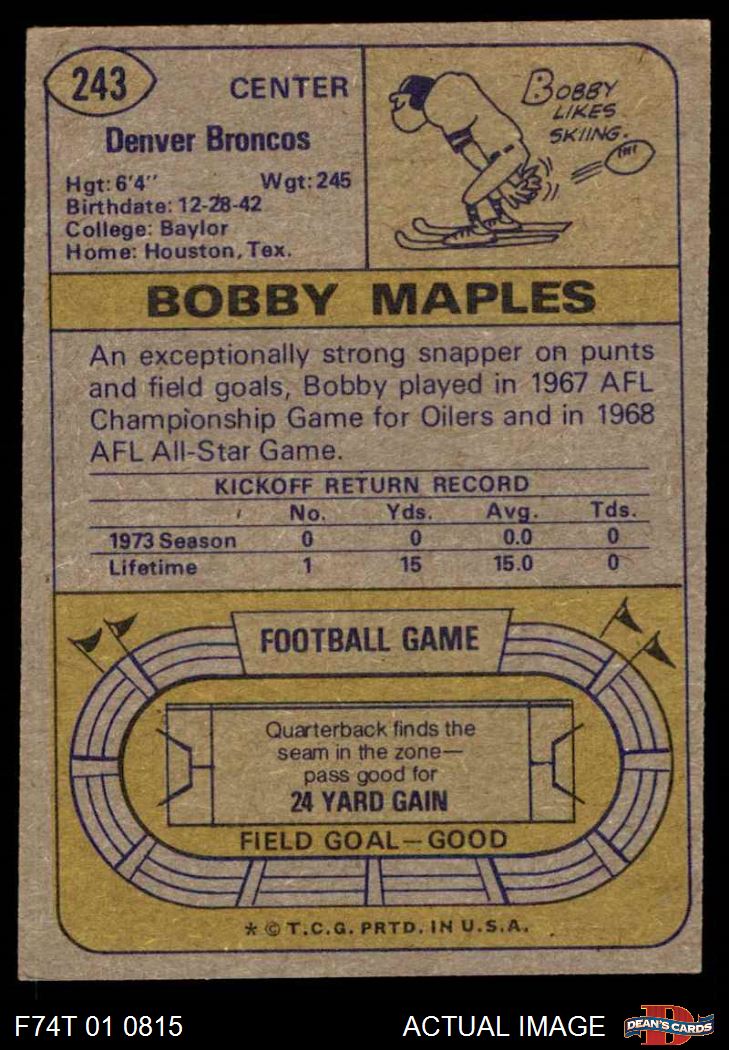 243
CENTER
Denver Broncos
Hgt: 6'4" Wgt: 245
Birthdate: 12-28-42
College: Baylor
Home: Houston, Tex.
BOBBY
LIKES
SKIING.
BOBBY MAPLES
An exceptionally strong snapper on punts
and field goals, Bobby played in 1967 AFL
Championship Game for Oilers and in 1968
AFL All-Star Game.
KICKOFF RETURN RECORD
No. Yds. Avg. Tds.
1973 Season 0 0 0.0 0
Lifetime 1 15 15.0 0
FOOTBALL GAME
Quarterback finds the
seam in the zone—
pass good for
24 YARD GAIN
FIELD GOAL—GOOD
* © T.C.G. PRTD. IN U.S.A.
F74T 01 0815 ACTUAL IMAGE
D
DEAN'S CARDS